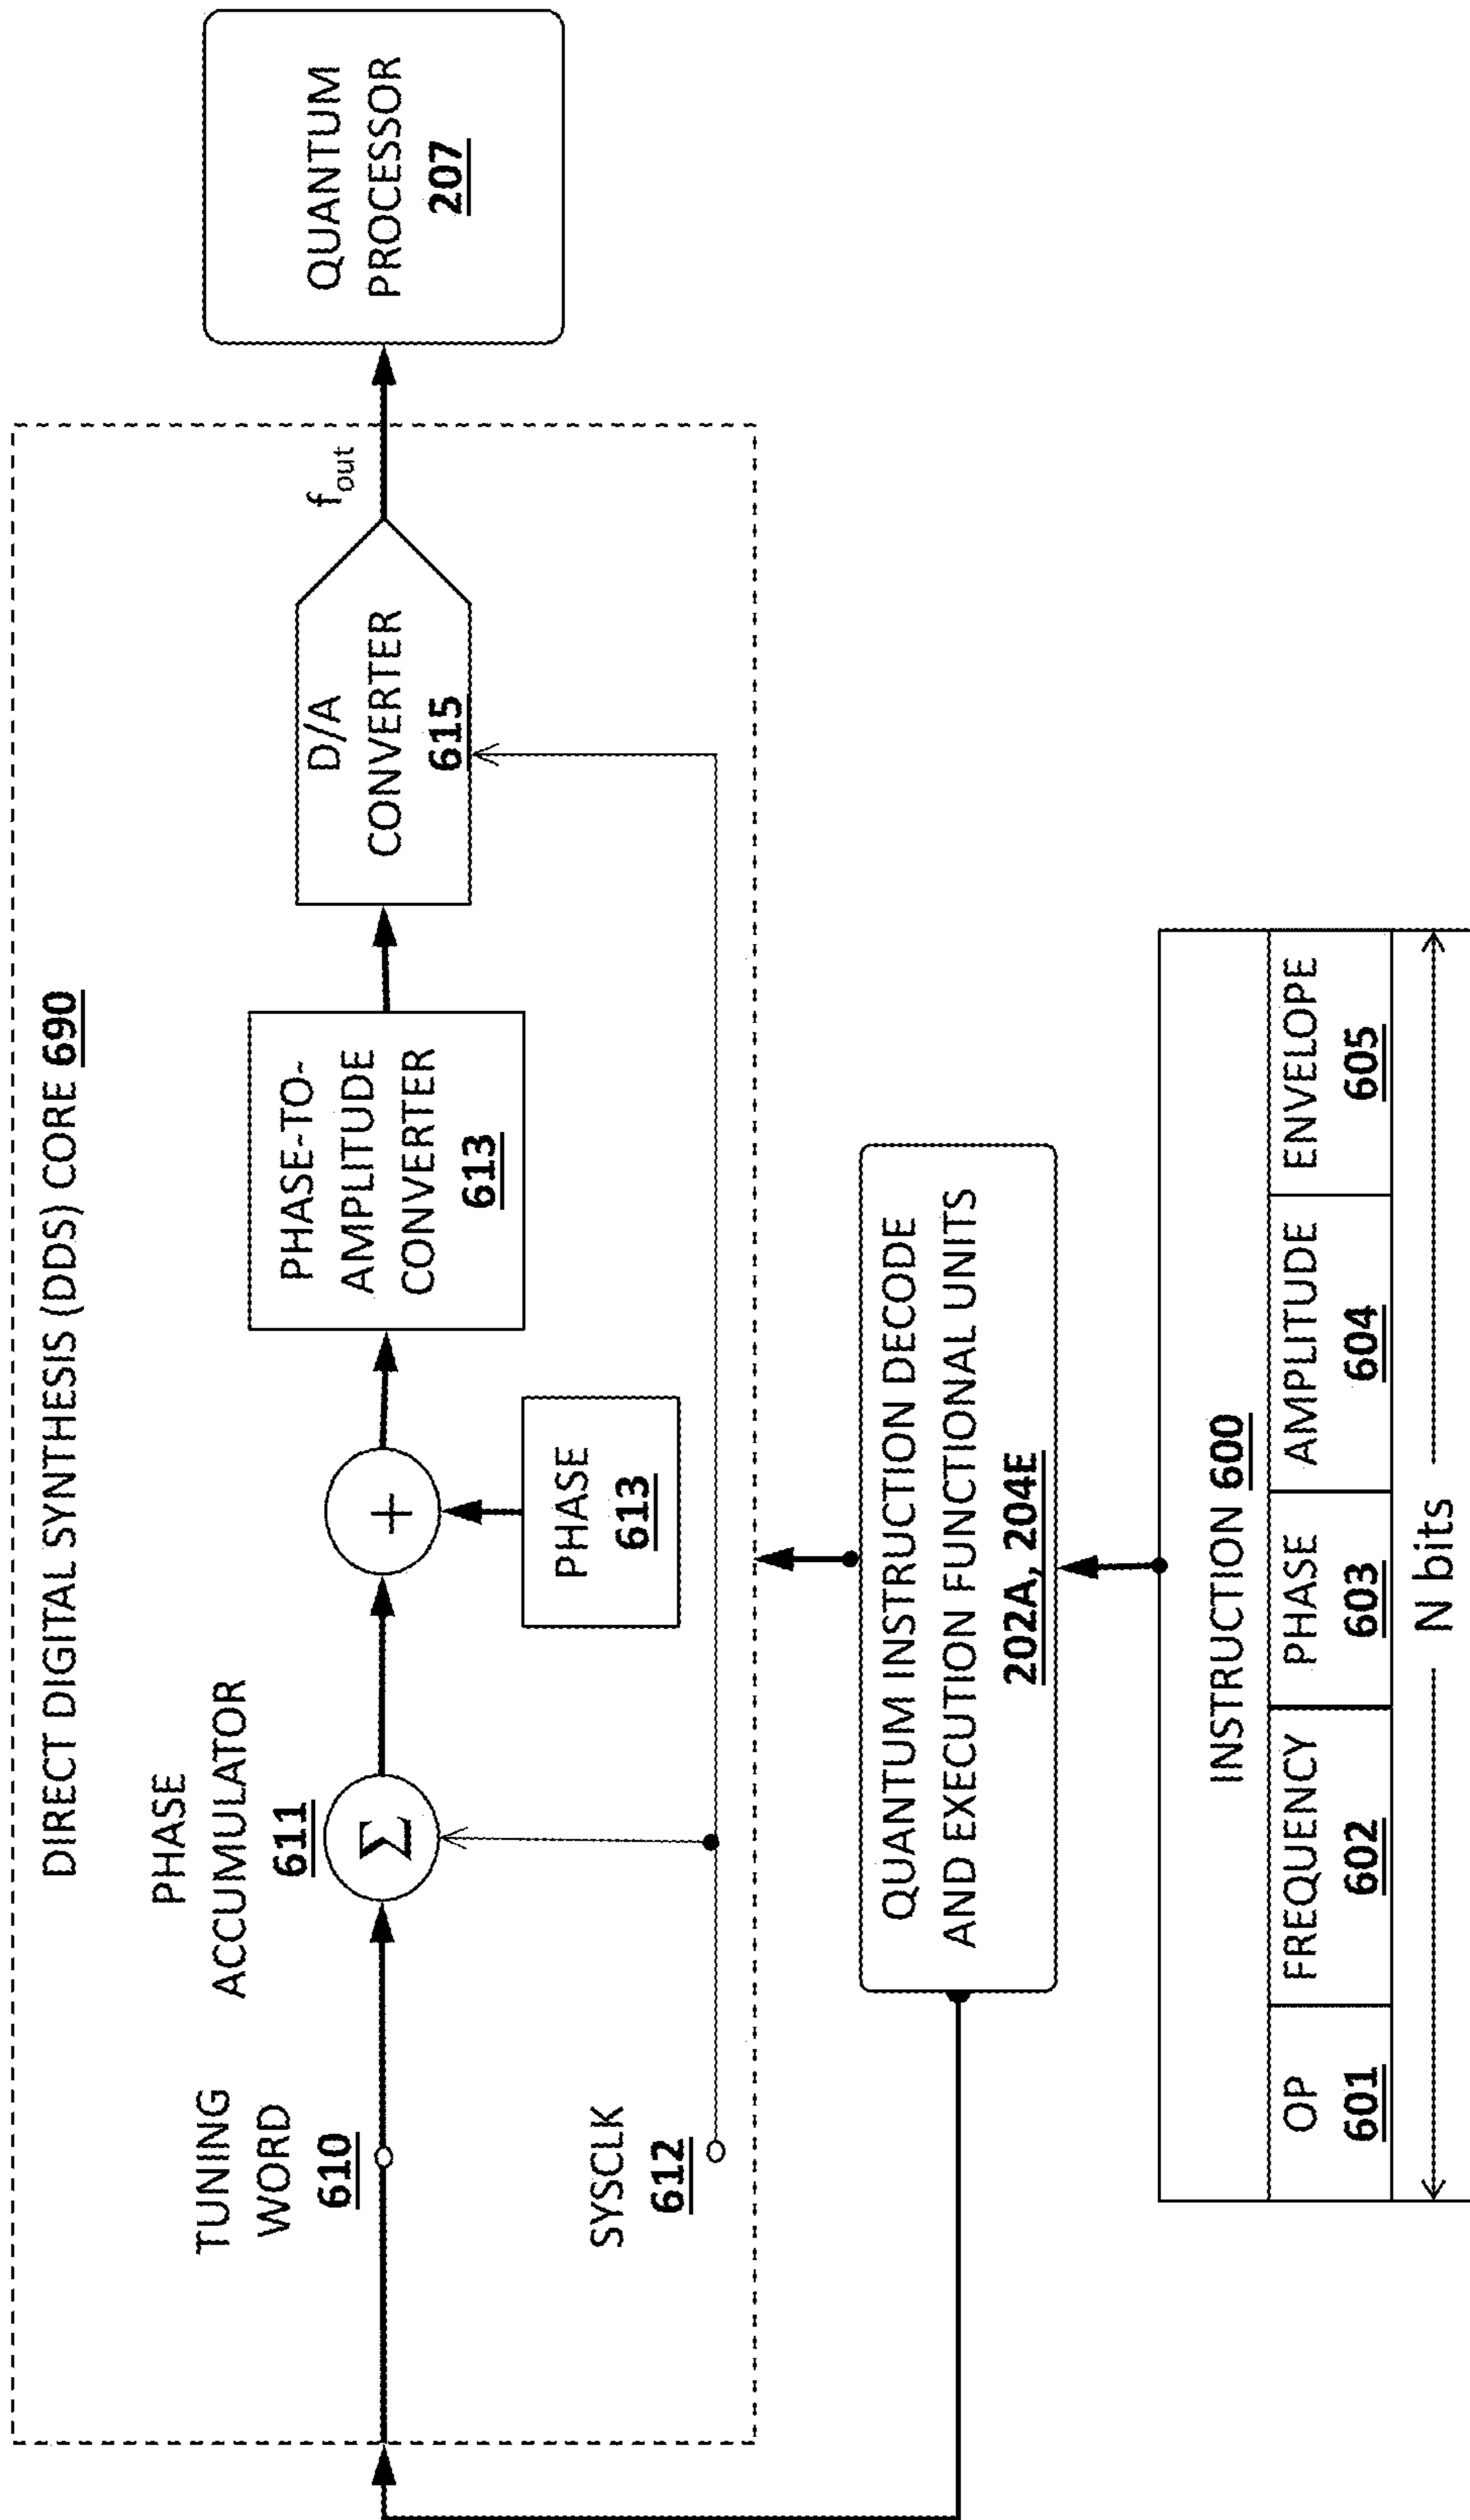 DIRECT DIGITAL SYNTHESIS (DDS) CORE 690
TUNING
WORD
610
PHASE
ACCUMULATOR
611
Σ
+
PHASE
613
PHASE-TO-
AMPLITUDE
CONVERTER
613
D/A
CONVERTER
615
fout
QUANTUM
PROCESSOR
207
SYSCLK
612
QUANTUM INSTRUCTION DECODE
AND EXECUTION FUNCTIONAL UNITS
202A, 204E
INSTRUCTION 600
OP
601
FREQUENCY
602
PHASE
603
AMPLITUDE
604
ENVELOPE
605
N bits